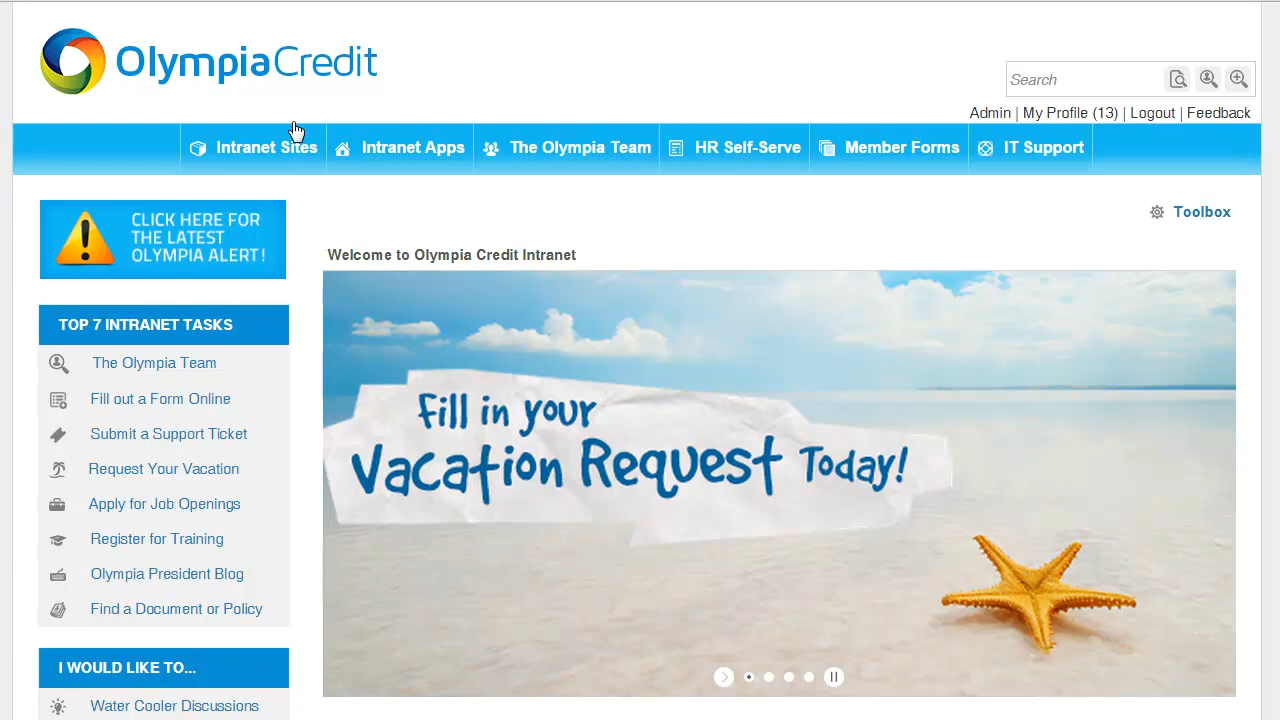 OlympiaCredit
Search
Admin | My Profile (13) | Logout | Feedback
Intranet Sites
Intranet Apps
The Olympia Team
HR Self-Serve
Member Forms
IT Support
CLICK HERE FOR
THE LATEST
OLYMPIA ALERT!
Toolbox
Welcome to Olympia Credit Intranet
Fill in your
Vacation Request Today!
TOP 7 INTRANET TASKS
The Olympia Team
Fill out a Form Online
Submit a Support Ticket
Request Your Vacation
Apply for Job Openings
Register for Training
Olympia President Blog
Find a Document or Policy
I WOULD LIKE TO...
Water Cooler Discussions